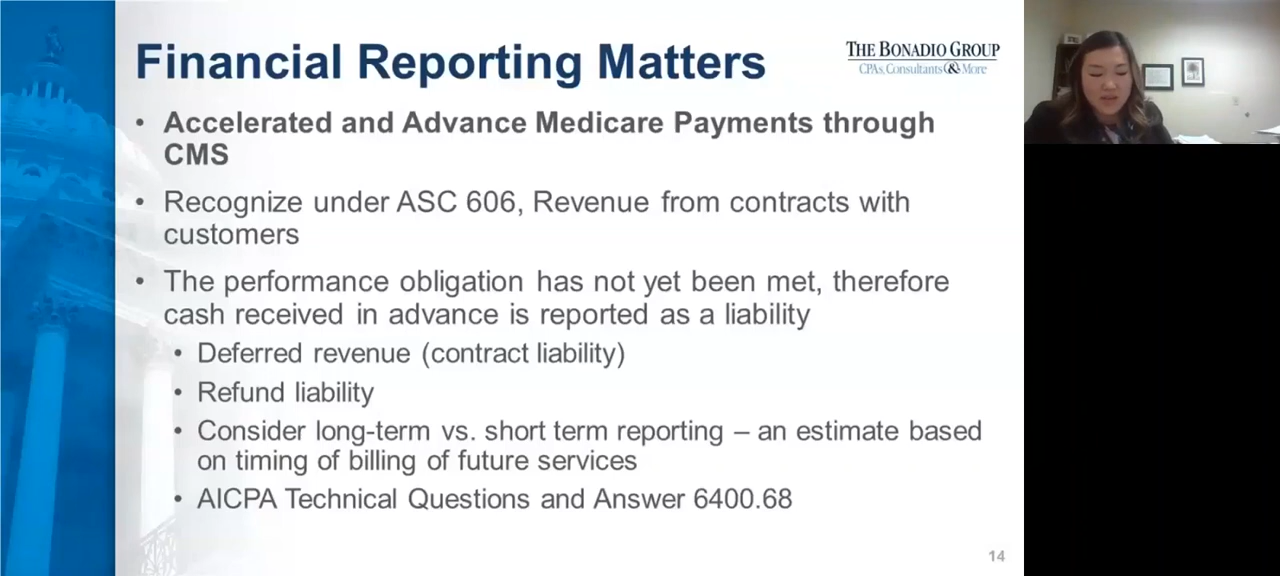 Financial Reporting Matters
THE BONADIO GROUP
CPAs, Consultants & More
• Accelerated and Advance Medicare Payments through
CMS
• Recognize under ASC 606, Revenue from contracts with
customers
• The performance obligation has not yet been met, therefore
cash received in advance is reported as a liability
• Deferred revenue (contract liability)
• Refund liability
• Consider long-term vs. short term reporting – an estimate based
on timing of billing of future services
• AICPA Technical Questions and Answer 6400.68
14